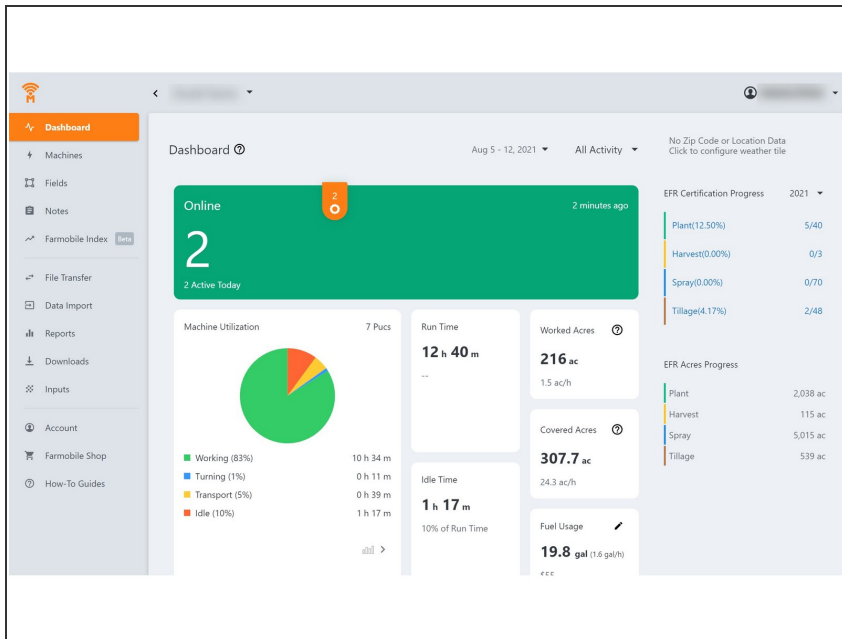 M
Dashboard
Machines
Fields
Notes
Farmobile Index Beta
File Transfer
Data Import
Reports
Downloads
Inputs
Account
Farmobile Shop
How-To Guides
Dashboard
Aug 5 - 12, 2021
All Activity
Online
2
2 minutes ago
2
2 Active Today
Machine Utilization
7 Pucs
Working (83%) 10 h 34 m
Turning (1%) 0 h 11 m
Transport (5%) 0 h 39 m
Idle (10%) 1 h 17 m
Run Time
12 h 40 m
--
Idle Time
1 h 17 m
10% of Run Time
Worked Acres
216 ac
1.5 ac/h
Covered Acres
307.7 ac
24.3 ac/h
Fuel Usage
19.8 gal (1.6 gal/h)
No Zip Code or Location Data
Click to configure weather tile
EFR Certification Progress 2021
Plant(12.50%) 5/40
Harvest(0.00%) 0/3
Spray(0.00%) 0/70
Tillage(4.17%) 2/48
EFR Acres Progress
Plant 2,038 ac
Harvest 115 ac
Spray 5,015 ac
Tillage 539 ac